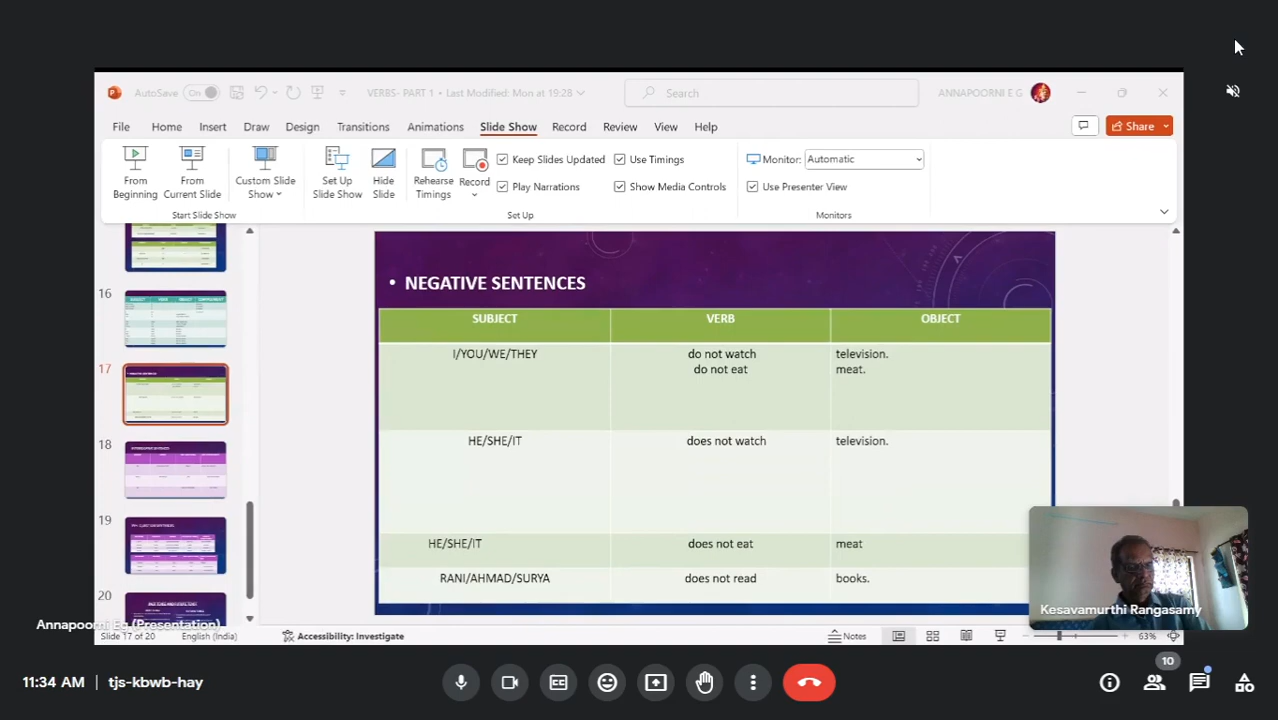 AutoSave On
VERBS- PART 1 • Last Modified: Mon at 19:28
Search
ANNAPOORNI E G
File Home Insert Draw Design Transitions Animations Slide Show Record Review View Help
Share
From Beginning
From Current Slide
Custom Slide Show
Set Up Slide Show
Hide Slide
Rehearse Timings
Record
Keep Slides Updated
Use Timings
Play Narrations
Show Media Controls
Monitor: Automatic
Use Presenter View
Start Slide Show
Set Up
Monitors
16
17
18
19
20
• NEGATIVE SENTENCES
SUBJECT VERB OBJECT
I/YOU/WE/THEY do not watch television.
do not eat meat.
HE/SHE/IT does not watch television.
HE/SHE/IT does not eat meat
RANI/AHMAD/SURYA does not read books.
Kesavamurthi Rangasamy
Annapoorni EG (Presentation)
Slide 17 of 20 English (India) Accessibility: Investigate Notes 63%
11:34 AM | tjs-kbwb-hay
10